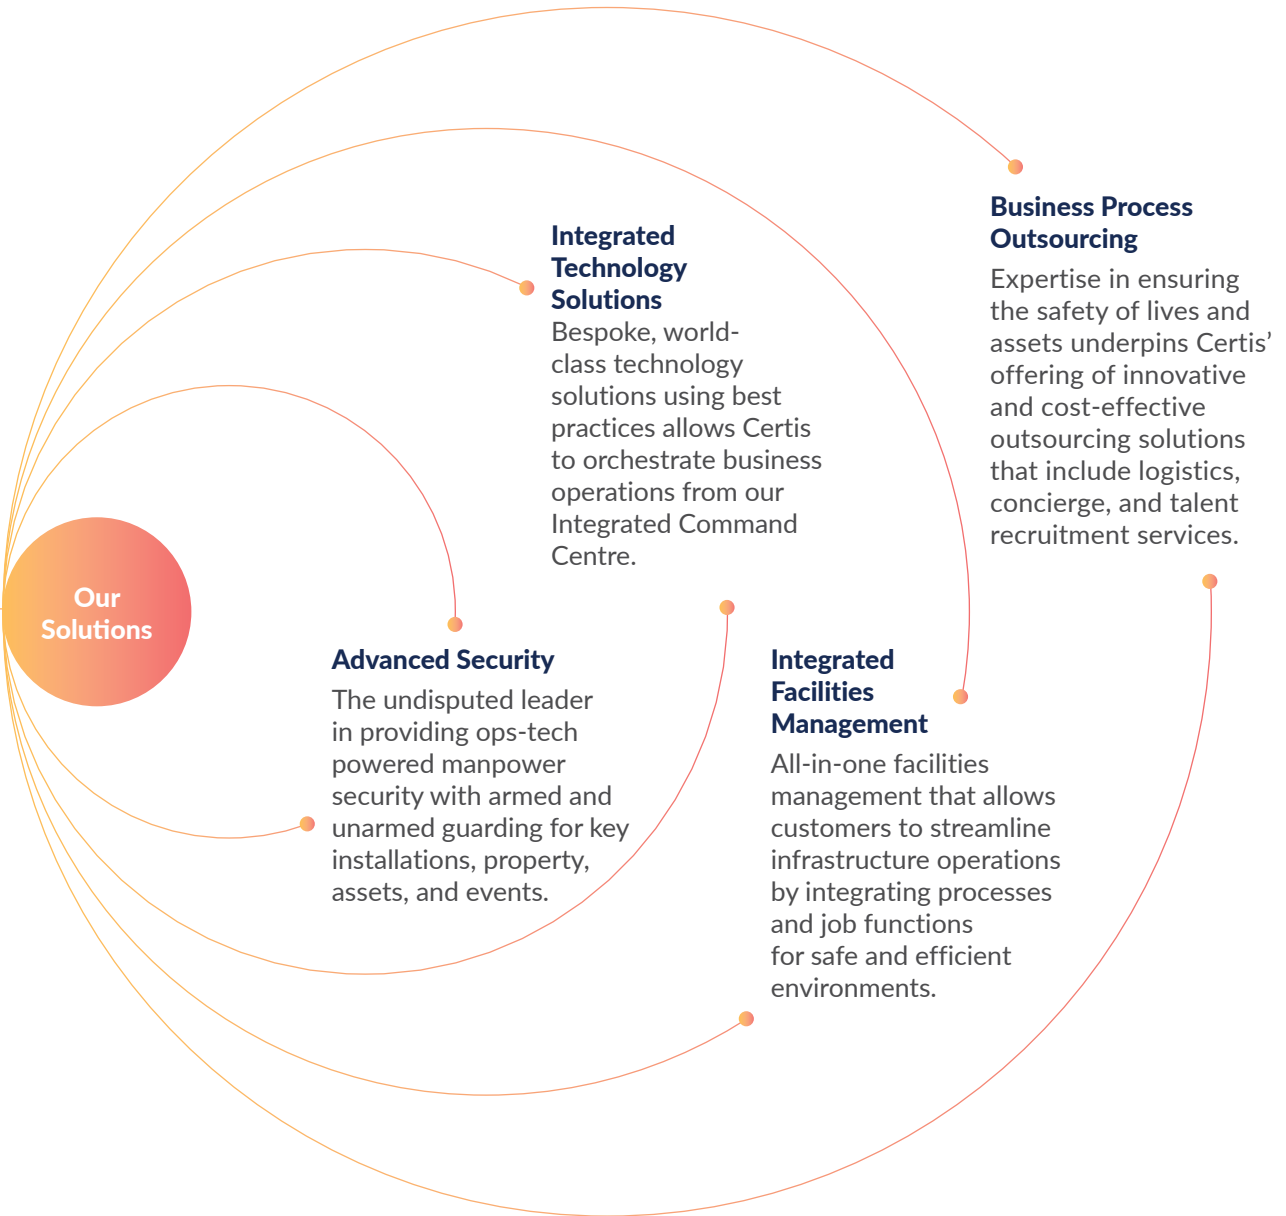 Our
Solutions
Advanced Security
The undisputed leader
in providing ops-tech
powered manpower
security with armed and
unarmed guarding for key
installations, property,
assets, and events.
Integrated
Technology
Solutions
Bespoke, world-
class technology
solutions using best
practices allows Certis
to orchestrate business
operations from our
Integrated Command
Centre.
Integrated
Facilities
Management
All-in-one facilities
management that allows
customers to streamline
infrastructure operations
by integrating processes
and job functions
for safe and efficient
environments.
Business Process
Outsourcing
Expertise in ensuring
the safety of lives and
assets underpins Certis’
offering of innovative
and cost-effective
outsourcing solutions
that include logistics,
concierge, and talent
recruitment services.